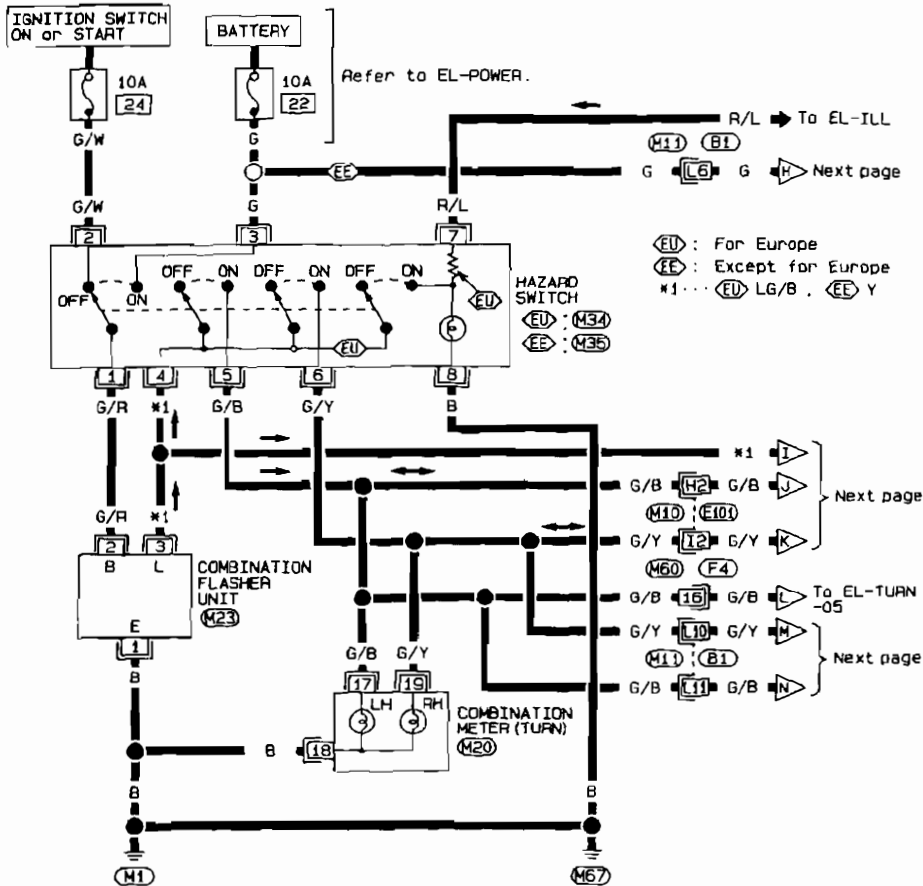 IGNITION SWITCH
ON or START
BATTERY
10A
24
10A
22
Refer to EL-POWER.
G/W
G
R/L To EL-ILL
M11 B1
EE
G L6 G H Next page
G/W
G
R/L
2
3
7
EU : For Europe
EE : Except for Europe
*1 ··· EU LG/B , EE Y
OFF ON OFF ON OFF ON OFF ON
EU
EU
HAZARD
SWITCH
EU : M34
EE : M35
1
4
5
6
8
G/R
*1
G/B
G/Y
B
*1 I
G/B H2 G/B J
M10 E101
Next page
G/Y I2 G/Y K
G/R
*1
2
3
B
L
E
1
COMBINATION
FLASHER
UNIT
M23
M60 F4
G/B 16 G/B L To EL-TURN
-05
G/Y L10 G/Y M
M11 B1
Next page
G/B L11 G/B N
B
G/B
G/Y
17
19
LH
RH
COMBINATION
METER (TURN)
M20
B
18
B
B
M1
M67